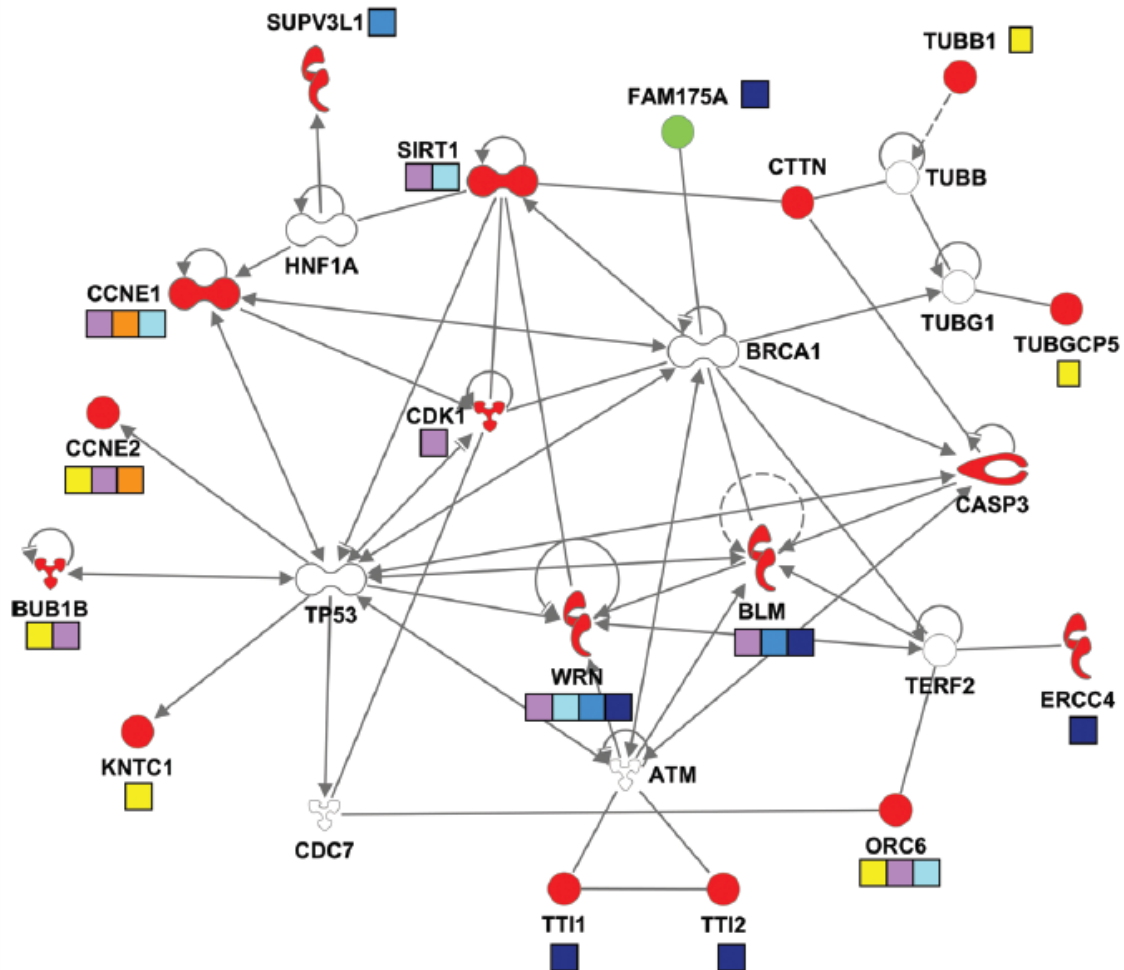 SUPV3L1
TUBB1
FAM175A
SIRT1
CTTN
TUBB
HNF1A
CCNE1
TUBG1
BRCA1
TUBGCP5
CDK1
CCNE2
CASP3
BUB1B
TP53
BLM
WRN
TERF2
ERCC4
KNTC1
ATM
CDC7
ORC6
TTI1
TTI2